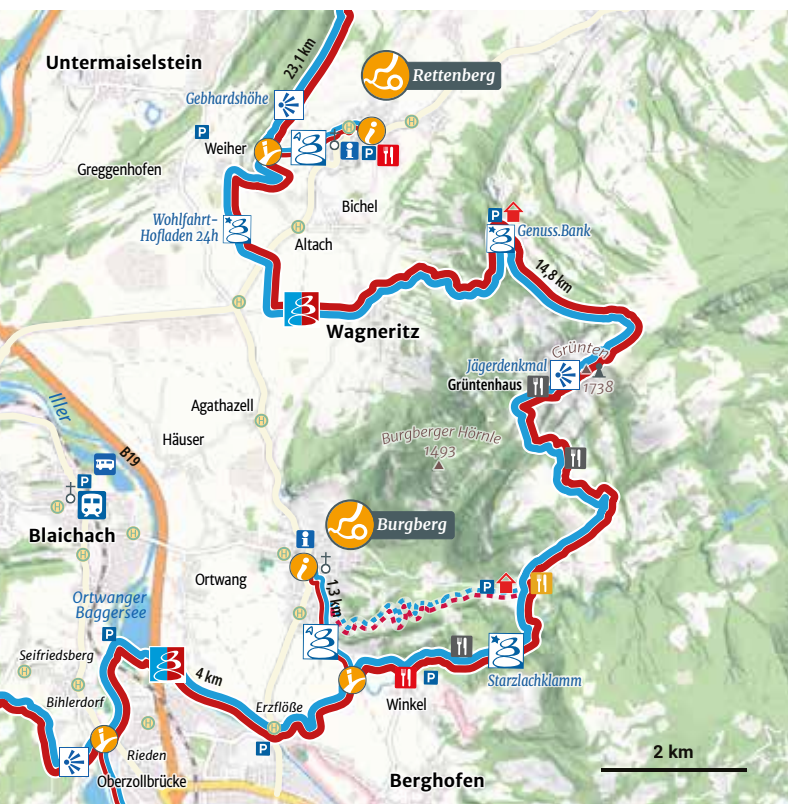 Untermaiselstein
23,1 km
Rettenberg
Gebhardshöhe
P
Weiher
H
A
i
H
i
P
Greggenhofen
Bichel
Wohlfahrt-
Hofladen 24h
H
Altach
P
Genuss.Bank
14,8 km
H
Wagneritz
Grünten
Jägerdenkmal
Grüntenhaus
1738
Iller
Agathazell
H
Häuser
Burgberger Hörnle
1493
B19
P
H
H
Blaichach
H
Burgberg
i
H
i
Ortwang
1,3 km
P
Ortwanger
Baggersee
P
H
A
Seifriedsberg
H
H
4 km
Starzlachklamm
P
Winkel
Bihlerdorf
Erzflöße
H
H
P
Rieden
Oberzollbrücke
Berghofen
2 km